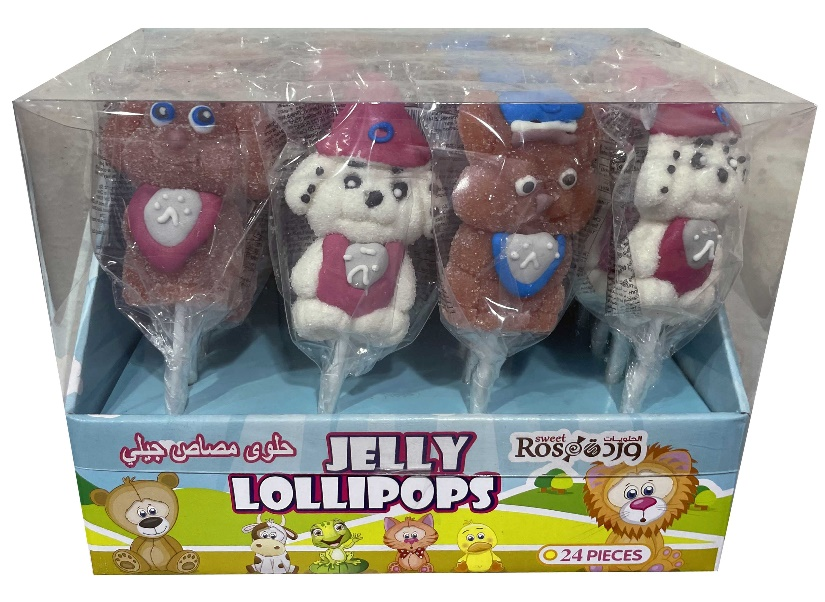 حلوى مصاص جيلي
JELLY
LOLLIPOPS
sweet الحلويات
Rose وردة
24 PIECES